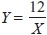 Y = 12/X